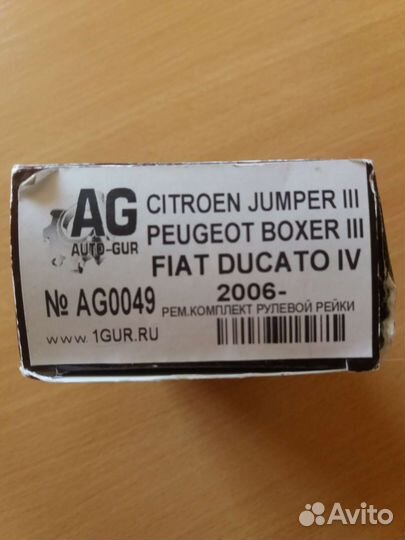 AG
AUTO-GUR
CITROEN JUMPER III
PEUGEOT BOXER III
FIAT DUCATO IV
2006-
№ AG0049
РЕМ.КОМПЛЕКТ РУЛЕВОЙ РЕЙКИ
www.1GUR.RU
Avito